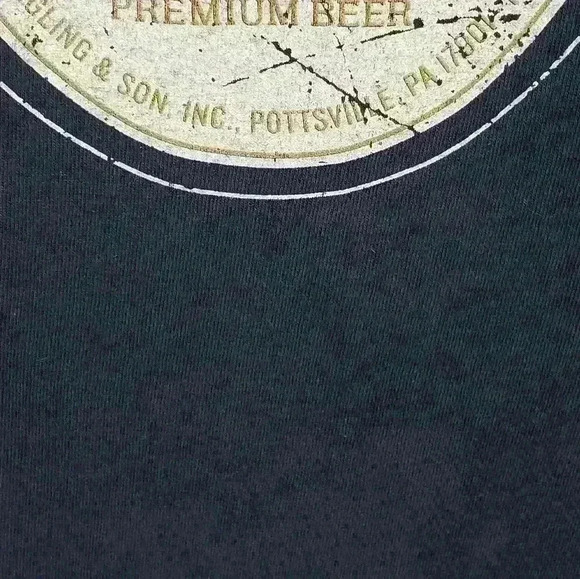 PREMIUM BEER
GLING & SON, INC., POTTSVILLE, PA 17901